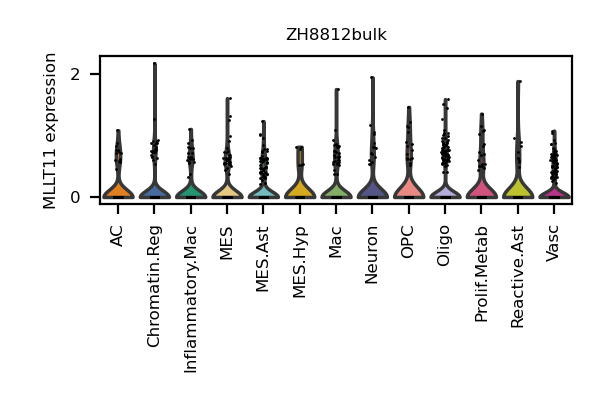 ZH8812bulk
MLLT11 expression
2
0
AC
Chromatin.Reg
Inflammatory.Mac
MES
MES.Ast
MES.Hyp
Mac
Neuron
OPC
Oligo
Prolif.Metab
Reactive.Ast
Vasc